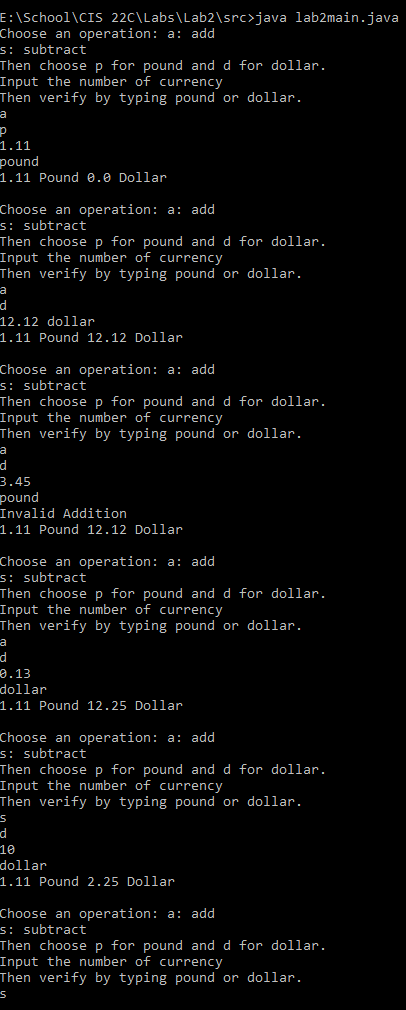 E:\School\CIS 22C\Labs\Lab2\src>java lab2main.java
Choose an operation: a: add
s: subtract
Then choose p for pound and d for dollar.
Input the number of currency
Then verify by typing pound or dollar.
a
p
1.11
pound
1.11 Pound 0.0 Dollar
Choose an operation: a: add
s: subtract
Then choose p for pound and d for dollar.
Input the number of currency
Then verify by typing pound or dollar.
a
d
12.12 dollar
1.11 Pound 12.12 Dollar
Choose an operation: a: add
s: subtract
Then choose p for pound and d for dollar.
Input the number of currency
Then verify by typing pound or dollar.
a
d
3.45
pound
Invalid Addition
1.11 Pound 12.12 Dollar
Choose an operation: a: add
s: subtract
Then choose p for pound and d for dollar.
Input the number of currency
Then verify by typing pound or dollar.
a
d
0.13
dollar
1.11 Pound 12.25 Dollar
Choose an operation: a: add
s: subtract
Then choose p for pound and d for dollar.
Input the number of currency
Then verify by typing pound or dollar.
s
d
10
dollar
1.11 Pound 2.25 Dollar
Choose an operation: a: add
s: subtract
Then choose p for pound and d for dollar.
Input the number of currency
Then verify by typing pound or dollar.
s